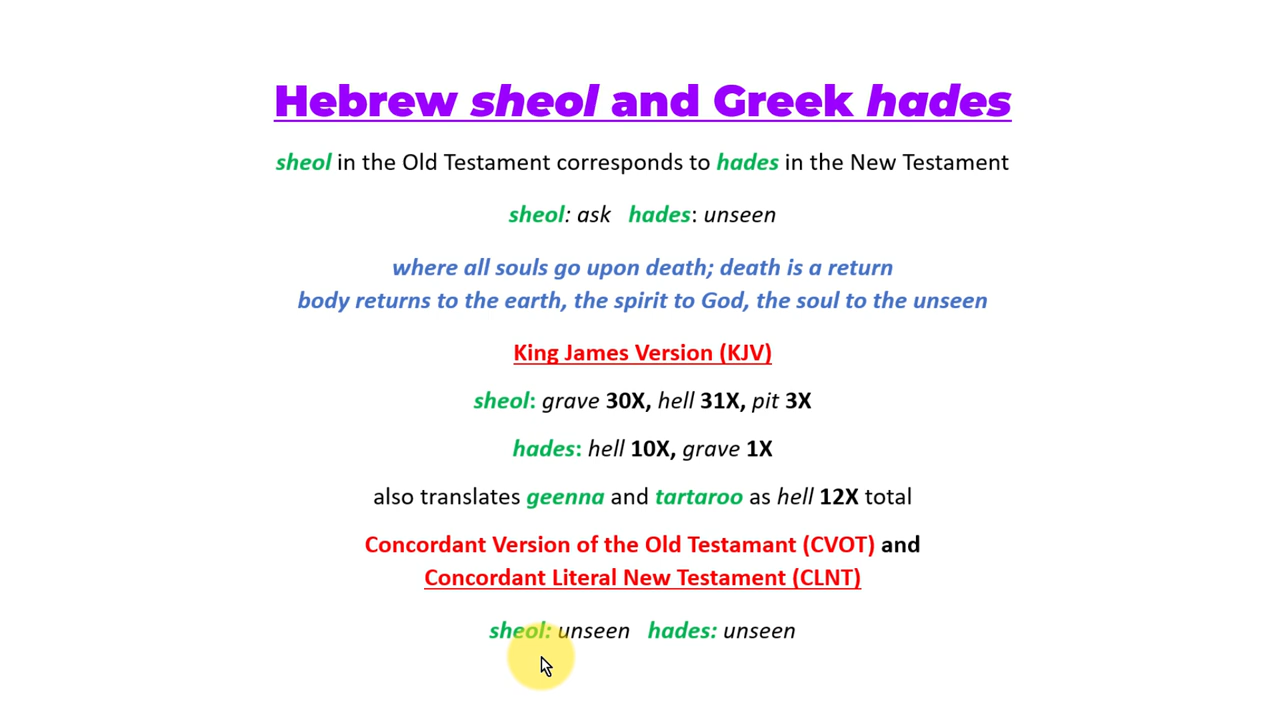 Hebrew sheol and Greek hades
sheol in the Old Testament corresponds to hades in the New Testament
sheol: ask hades: unseen
where all souls go upon death; death is a return
body returns to the earth, the spirit to God, the soul to the unseen
King James Version (KJV)
sheol: grave 30X, hell 31X, pit 3X
hades: hell 10X, grave 1X
also translates geenna and tartaroo as hell 12X total
Concordant Version of the Old Testamant (CVOT) and
Concordant Literal New Testament (CLNT)
sheol: unseen hades: unseen